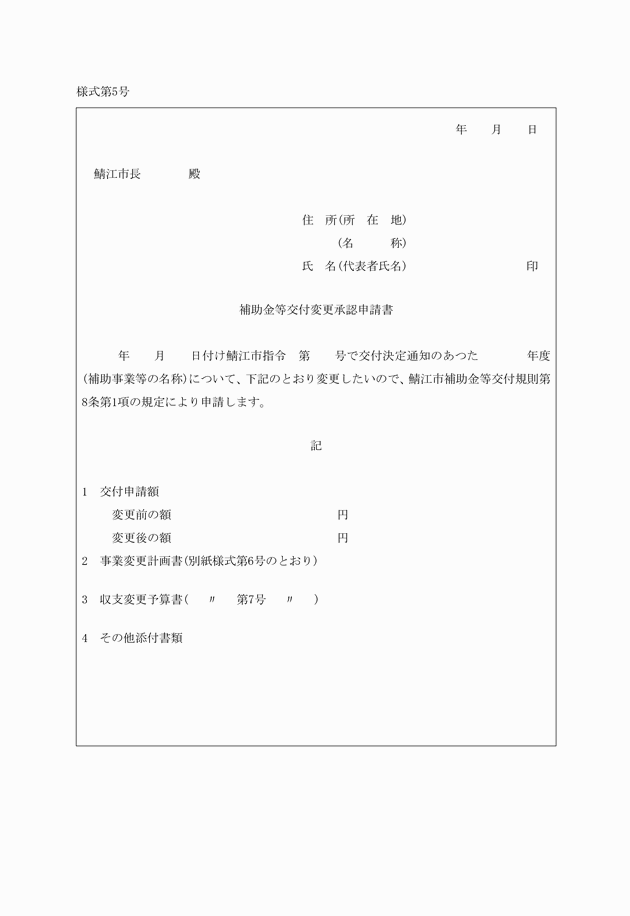 様式第5号
年　　月　　日
鯖江市長　　　　殿
住　所(所　在　地)
(名　　　称)
氏　名(代表者氏名)　　　　　　　　　　印
補助金等交付変更承認申請書
年　　月　　日付け鯖江市指令　第　　号で交付決定通知のあつた　　　　年度
(補助事業等の名称)について、下記のとおり変更したいので、鯖江市補助金等交付規則第
8条第1項の規定により申請します。
記
1　交付申請額
変更前の額　　　　　　　　　　　　　　円
変更後の額　　　　　　　　　　　　　　円
2　事業変更計画書(別紙様式第6号のとおり)
3　収支変更予算書(　〃　第7号　〃　)
4　その他添付書類